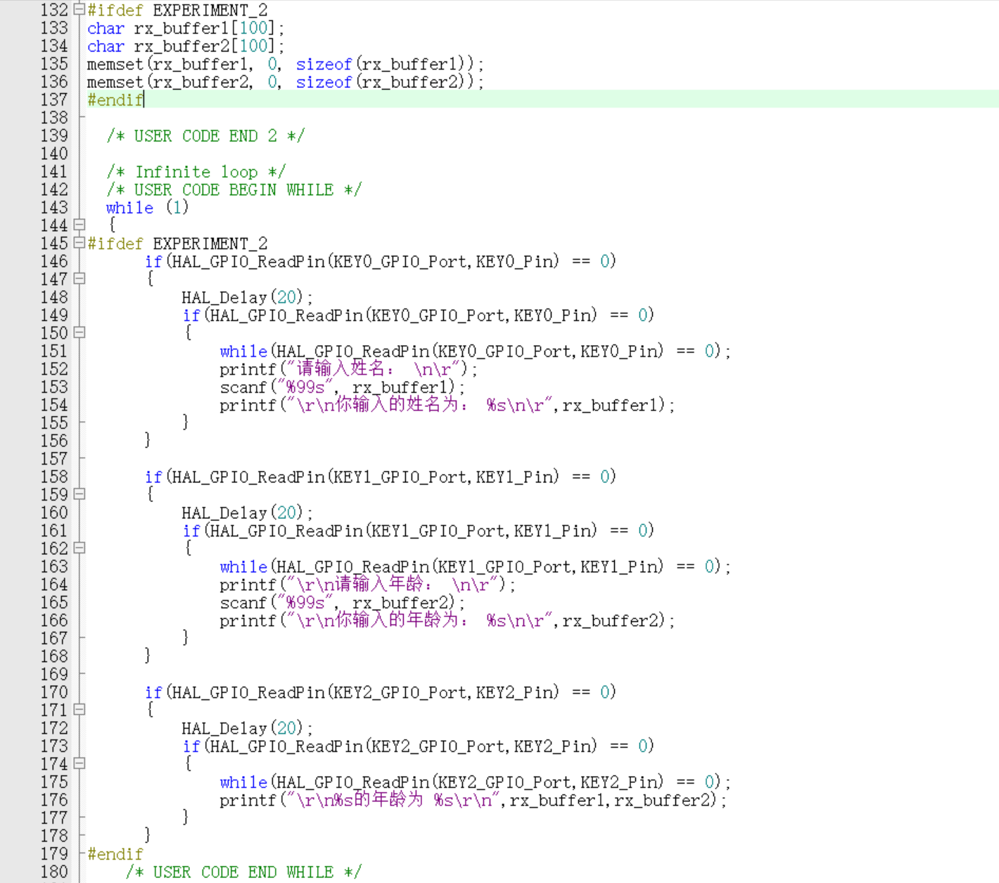 132 #ifdef EXPERIMENT_2
133 char rx_buffer1[100];
134 char rx_buffer2[100];
135 memset(rx_buffer1, 0, sizeof(rx_buffer1));
136 memset(rx_buffer2, 0, sizeof(rx_buffer2));
137 #endif
138
139 /* USER CODE END 2 */
140
141 /* Infinite loop */
142 /* USER CODE BEGIN WHILE */
143 while (1)
144 {
145 #ifdef EXPERIMENT_2
146 if(HAL_GPIO_ReadPin(KEY0_GPIO_Port,KEY0_Pin) == 0)
147 {
148 HAL_Delay(20);
149 if(HAL_GPIO_ReadPin(KEY0_GPIO_Port,KEY0_Pin) == 0)
150 {
151 while(HAL_GPIO_ReadPin(KEY0_GPIO_Port,KEY0_Pin) == 0);
152 printf("请输入姓名： \n\r");
153 scanf("%99s", rx_buffer1);
154 printf("\r\n你输入的姓名为： %s\n\r",rx_buffer1);
155 }
156 }
157
158 if(HAL_GPIO_ReadPin(KEY1_GPIO_Port,KEY1_Pin) == 0)
159 {
160 HAL_Delay(20);
161 if(HAL_GPIO_ReadPin(KEY1_GPIO_Port,KEY1_Pin) == 0)
162 {
163 while(HAL_GPIO_ReadPin(KEY1_GPIO_Port,KEY1_Pin) == 0);
164 printf("\r\n请输入年龄： \n\r");
165 scanf("%99s", rx_buffer2);
166 printf("\r\n你输入的年龄为： %s\n\r",rx_buffer2);
167 }
168 }
169
170 if(HAL_GPIO_ReadPin(KEY2_GPIO_Port,KEY2_Pin) == 0)
171 {
172 HAL_Delay(20);
173 if(HAL_GPIO_ReadPin(KEY2_GPIO_Port,KEY2_Pin) == 0)
174 {
175 while(HAL_GPIO_ReadPin(KEY2_GPIO_Port,KEY2_Pin) == 0);
176 printf("\r\n%s的年龄为 %s\r\n",rx_buffer1,rx_buffer2);
177 }
178 }
179 #endif
180 /* USER CODE END WHILE */